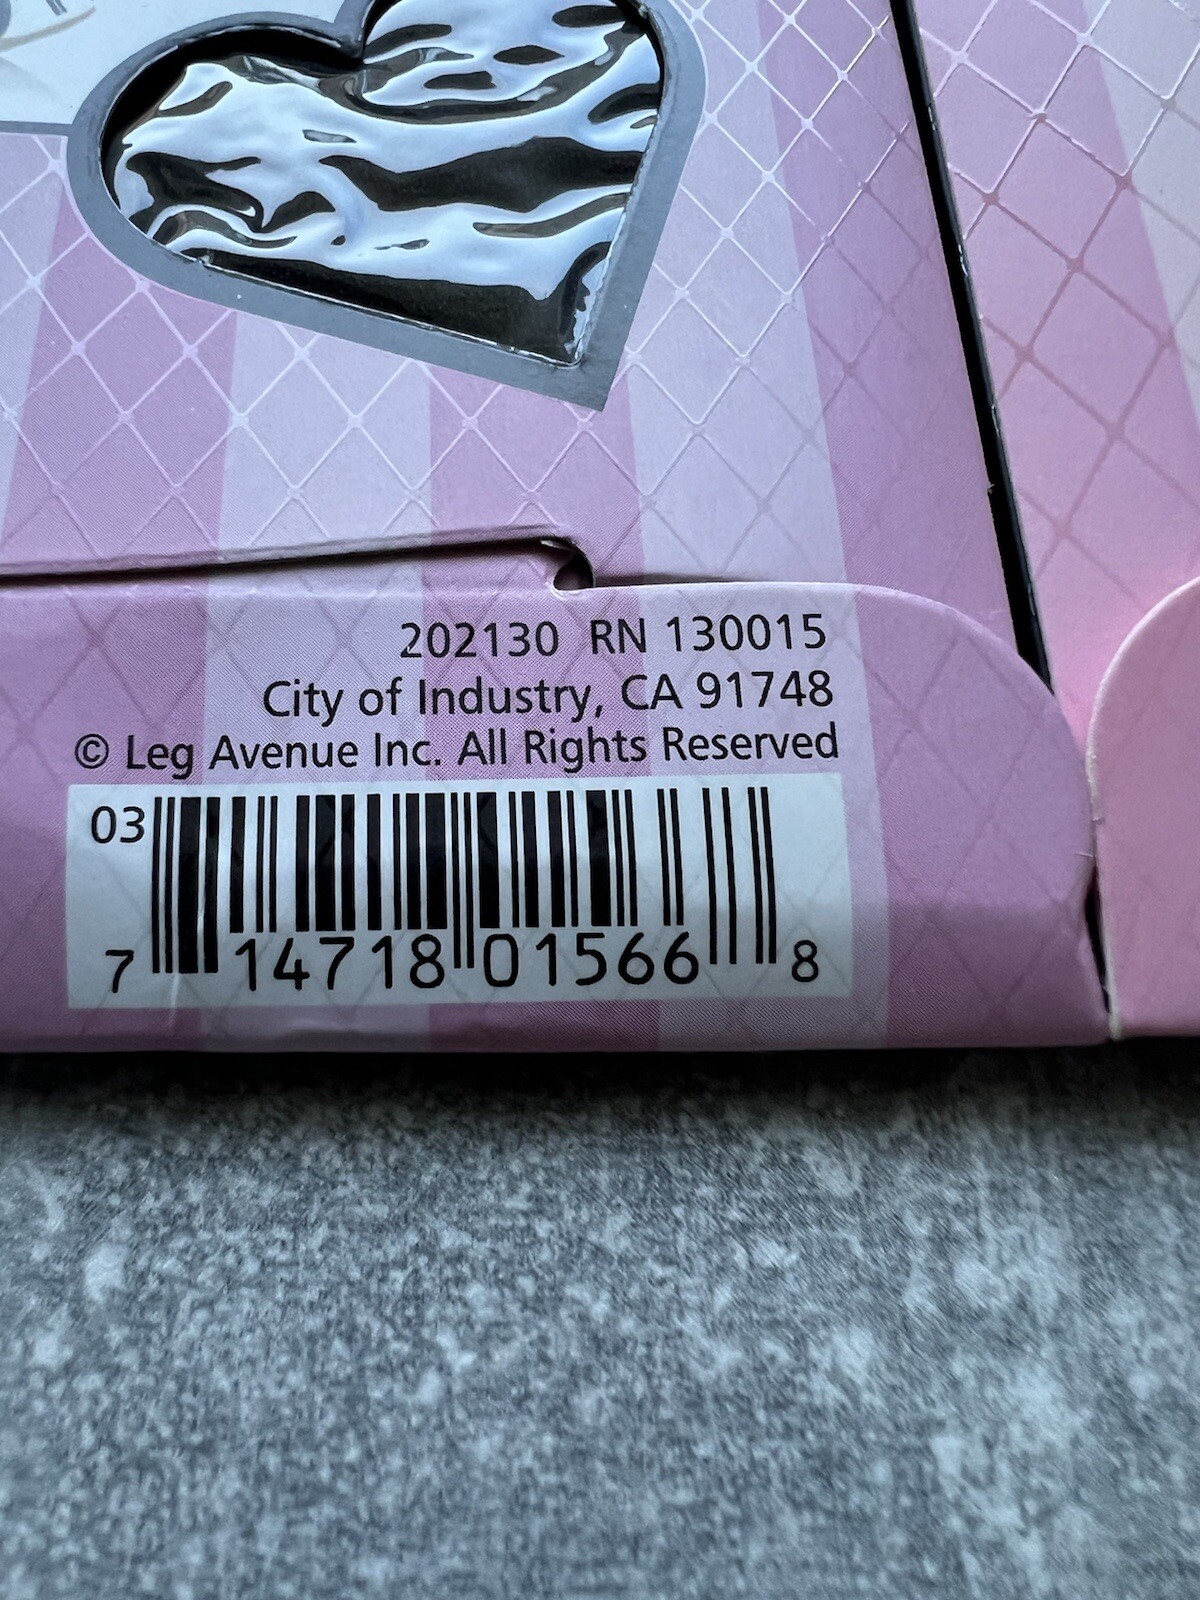 202130 RN 130015
City of Industry, CA 91748
© Leg Avenue Inc. All Rights Reserved
03
7 14718 01566 8